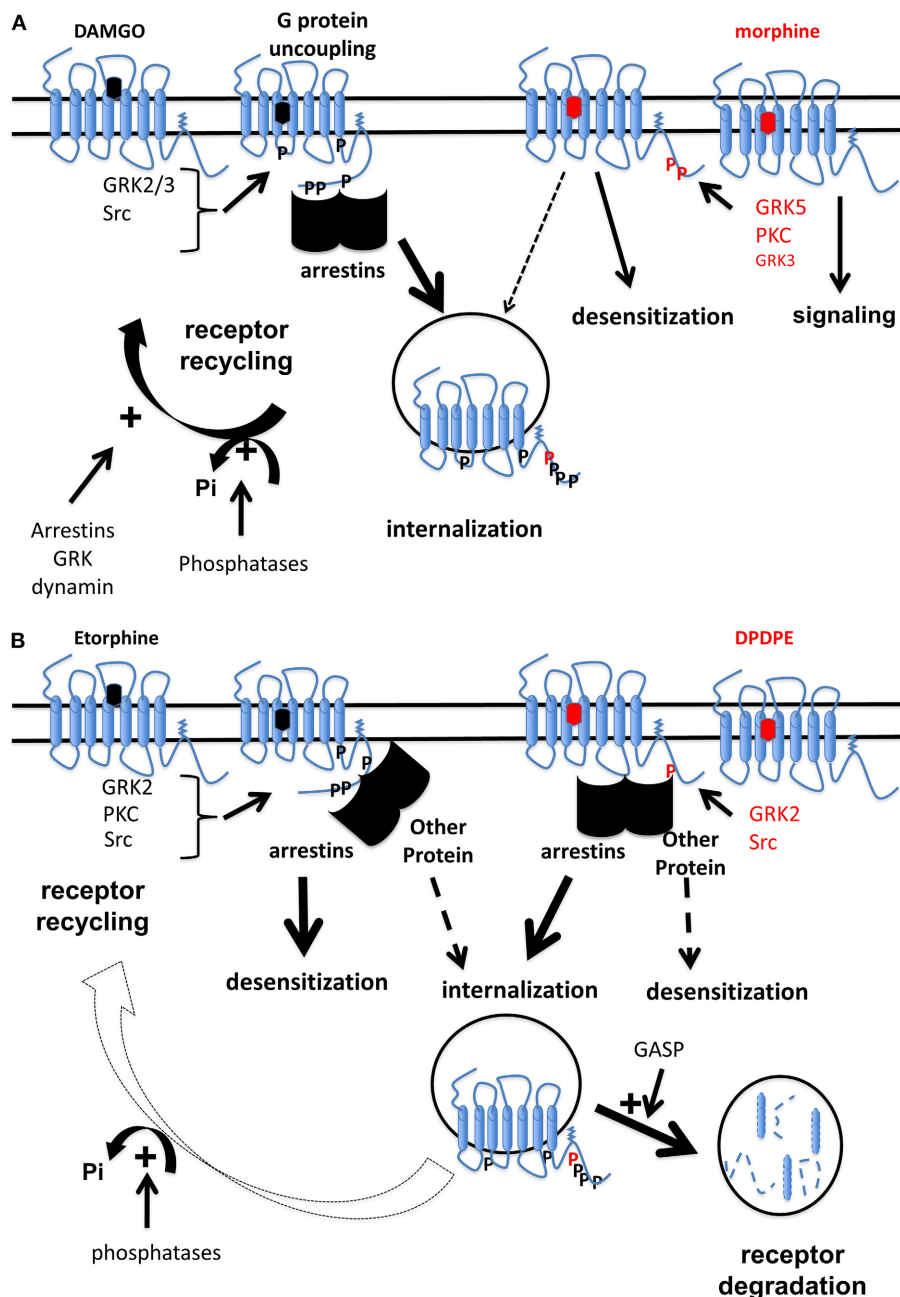 A
DAMGO
G protein
uncoupling
morphine
P
P
P
PP
P
P
GRK2/3
Src
GRK5
PKC
GRK3
arrestins
desensitization
signaling
receptor
recycling
+
+
Pi
P
P
P
P
P
P
internalization
Arrestins
GRK
dynamin
Phosphatases
B
Etorphine
DPDPE
P
P
PP
P
GRK2
PKC
Src
GRK2
Src
arrestins
Other
Protein
arrestins
Other
Protein
receptor
recycling
desensitization
internalization
desensitization
GASP
+
P
P
P
P
P
P
+
Pi
phosphatases
receptor
degradation